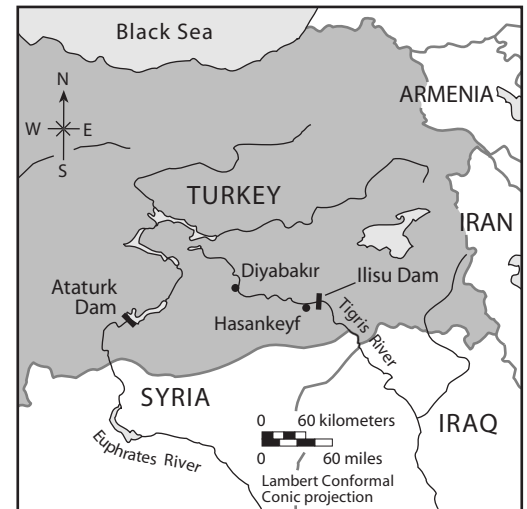 Black Sea
N
W
E
S
ARMENIA
TURKEY
IRAN
Diyabakır
Ilisu Dam
Ataturk
Dam
Hasankeyf
Tigris River
SYRIA
IRAQ
0 60 kilometers
0 60 miles
Lambert Conformal
Conic projection
Euphrates River